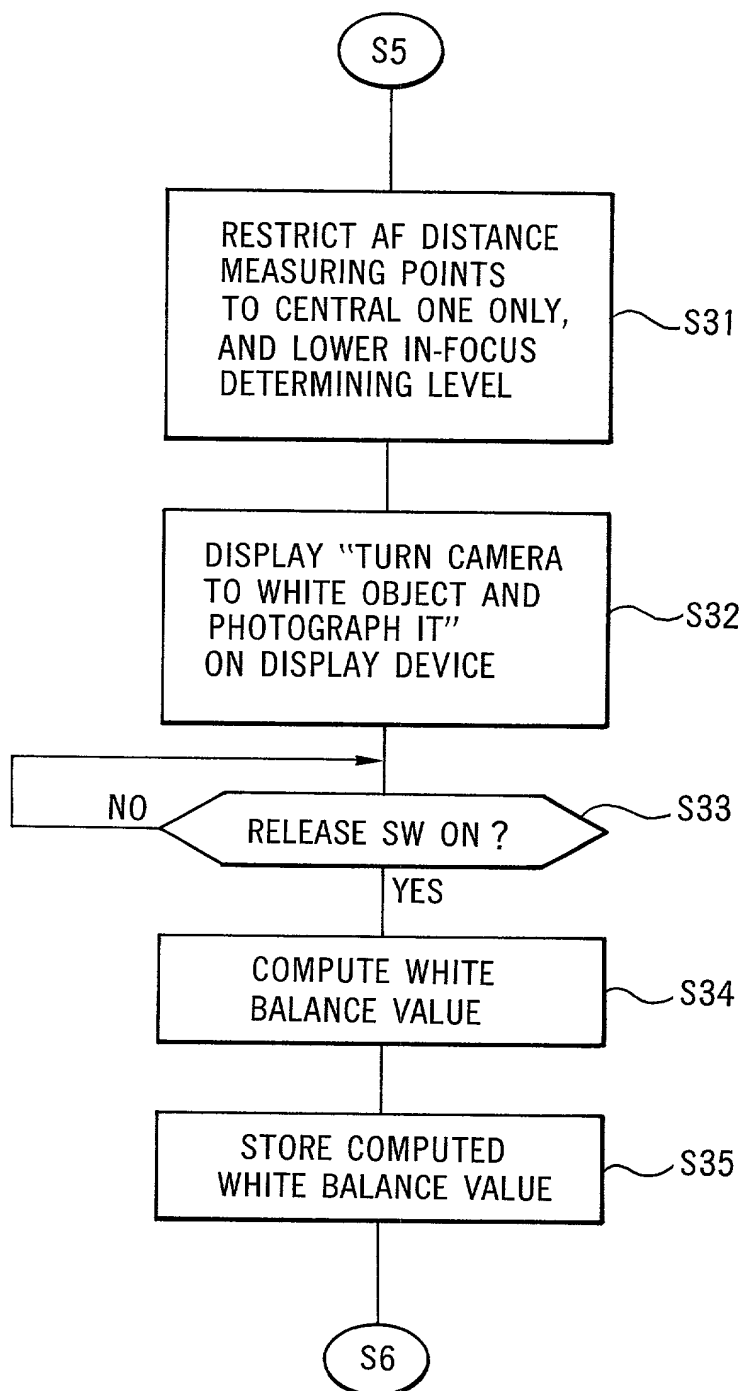 S5
RESTRICT AF DISTANCE
MEASURING POINTS
TO CENTRAL ONE ONLY,
AND LOWER IN-FOCUS
DETERMINING LEVEL
S31
DISPLAY "TURN CAMERA
TO WHITE OBJECT AND
PHOTOGRAPH IT"
ON DISPLAY DEVICE
S32
NO
RELEASE SW ON ?
S33
YES
COMPUTE WHITE
BALANCE VALUE
S34
STORE COMPUTED
WHITE BALANCE VALUE
S35
S6